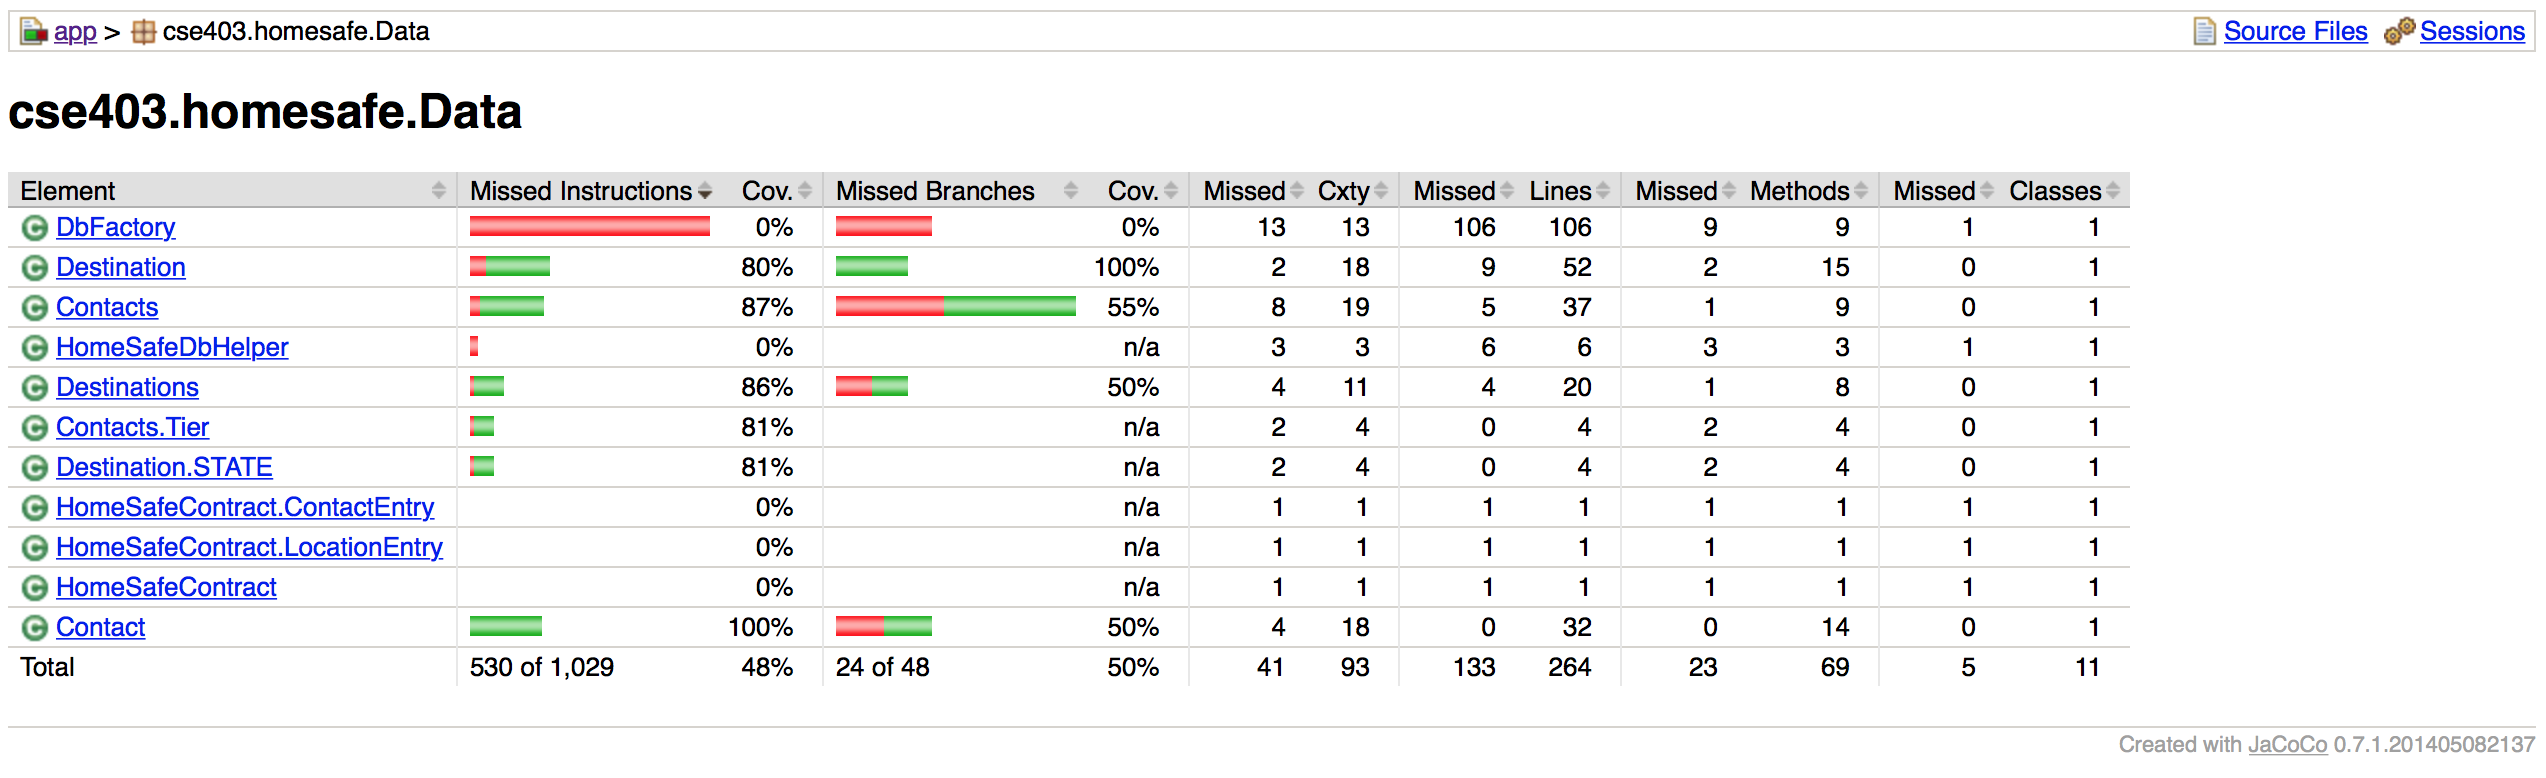 app > cse403.homesafe.Data Source Files Sessions
cse403.homesafe.Data
Element Missed Instructions Cov. Missed Branches Cov. Missed Cxty Missed Lines Missed Methods Missed Classes
DbFactory 0% 0% 13 13 106 106 9 9 1 1
Destination 80% 100% 2 18 9 52 2 15 0 1
Contacts 87% 55% 8 19 5 37 1 9 0 1
HomeSafeDbHelper 0% n/a 3 3 6 6 3 3 1 1
Destinations 86% 50% 4 11 4 20 1 8 0 1
Contacts.Tier 81% n/a 2 4 0 4 2 4 0 1
Destination.STATE 81% n/a 2 4 0 4 2 4 0 1
HomeSafeContract.ContactEntry 0% n/a 1 1 1 1 1 1 1 1
HomeSafeContract.LocationEntry 0% n/a 1 1 1 1 1 1 1 1
HomeSafeContract 0% n/a 1 1 1 1 1 1 1 1
Contact 100% 50% 4 18 0 32 0 14 0 1
Total 530 of 1,029 48% 24 of 48 50% 41 93 133 264 23 69 5 11
Created with JaCoCo 0.7.1.201405082137